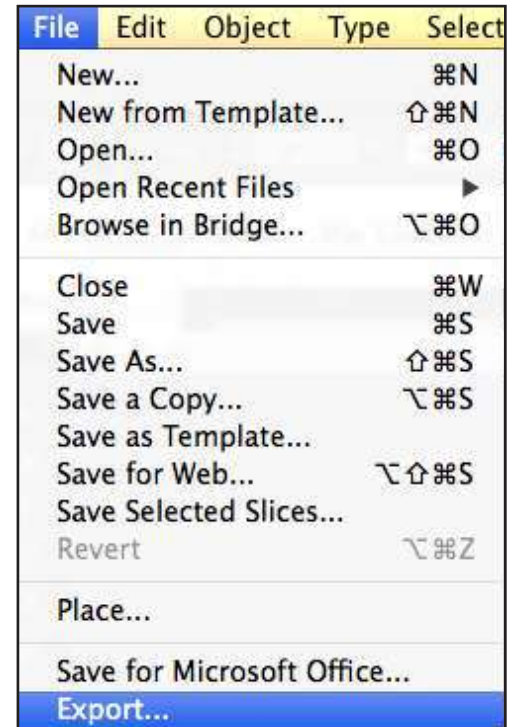 File Edit Object Type Select
New... ⌘N
New from Template... ⇧⌘N
Open... ⌘O
Open Recent Files ▶
Browse in Bridge... ⌥⌘O
Close ⌘W
Save ⌘S
Save As... ⇧⌘S
Save a Copy... ⌥⌘S
Save as Template...
Save for Web... ⌥⇧⌘S
Save Selected Slices...
Revert ⌥⌘Z
Place...
Save for Microsoft Office...
Export...